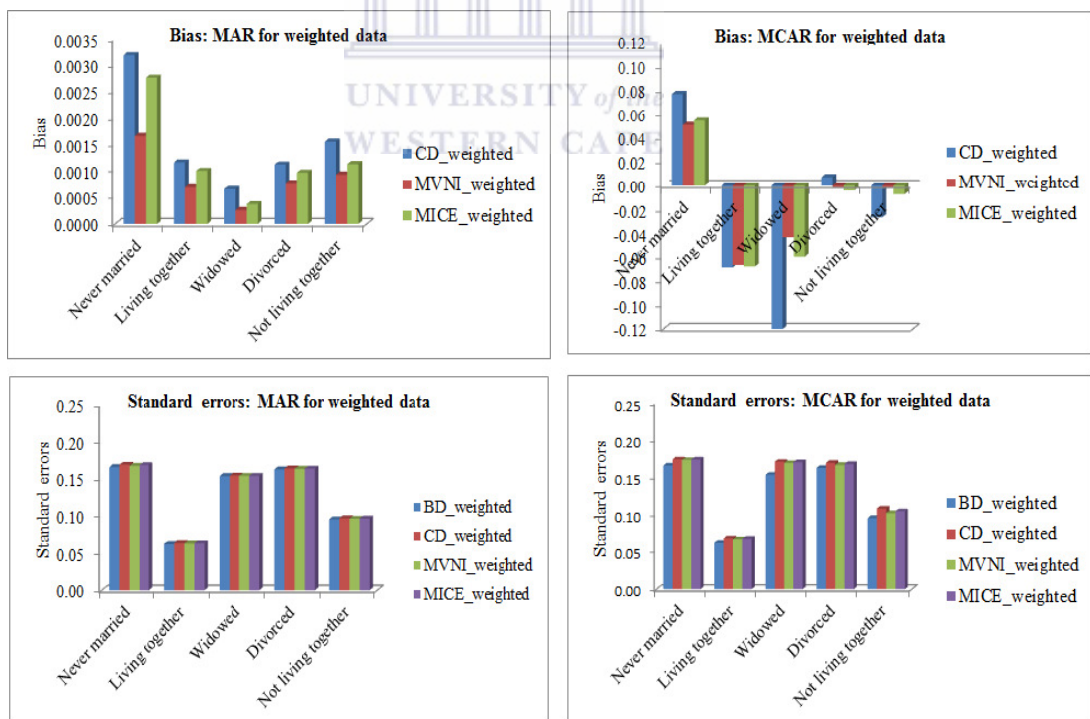 Bias: MAR for weighted data
0.0035
0.0030
0.0025
0.0020
0.0015
0.0010
0.0005
0.0000
Bias
Never married
Living together
Widowed
Divorced
Not living together
CD_weighted
MVNI_weighted
MICE_weighted
UNIVERSITY of the
WESTERN CAPE
Bias: MCAR for weighted data
0.12
0.10
0.08
0.06
0.04
0.02
0.00
-0.02
-0.04
-0.06
-0.08
-0.10
-0.12
Bias
Never married
Living together
Widowed
Divorced
Not living together
CD_weighted
MVNI_weighted
MICE_weighted
Standard errors: MAR for weighted data
0.25
0.20
0.15
0.10
0.05
0.00
Standard errors
Never married
Living together
Widowed
Divorced
Not living together
BD_weighted
CD_weighted
MVNI_weighted
MICE_weighted
Standard errors: MCAR for weighted data
0.25
0.20
0.15
0.10
0.05
0.00
Standard errors
Never married
Living together
Widowed
Divorced
Not living together
BD_weighted
CD_weighted
MVNI_weighted
MICE_weighted